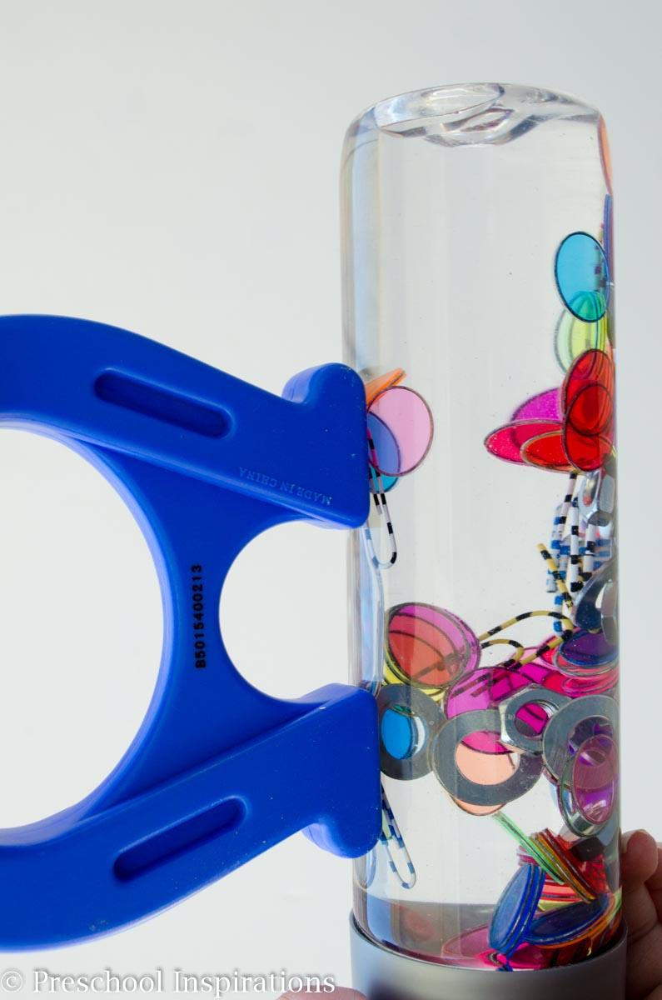 MADE IN CHINA
B5015400213
© Preschool Inspirations